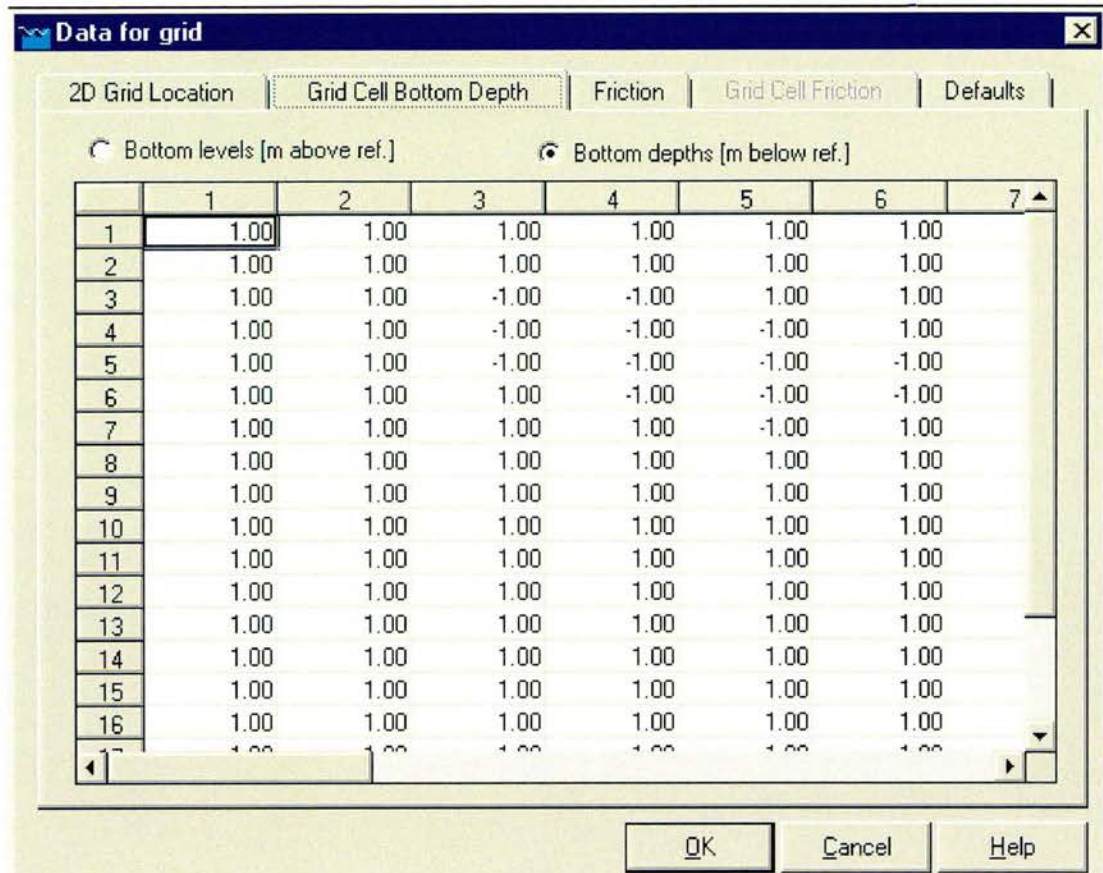 Data for grid
2D Grid Location Grid Cell Bottom Depth Friction Grid Cell Friction Defaults
Bottom levels [m above ref.] Bottom depths [m below ref.]
1 2 3 4 5 6 7
1 1.00 1.00 1.00 1.00 1.00 1.00
2 1.00 1.00 1.00 1.00 1.00 1.00
3 1.00 1.00 -1.00 -1.00 1.00 1.00
4 1.00 1.00 -1.00 -1.00 -1.00 1.00
5 1.00 1.00 -1.00 -1.00 -1.00 -1.00
6 1.00 1.00 1.00 -1.00 -1.00 -1.00
7 1.00 1.00 1.00 1.00 -1.00 1.00
8 1.00 1.00 1.00 1.00 1.00 1.00
9 1.00 1.00 1.00 1.00 1.00 1.00
10 1.00 1.00 1.00 1.00 1.00 1.00
11 1.00 1.00 1.00 1.00 1.00 1.00
12 1.00 1.00 1.00 1.00 1.00 1.00
13 1.00 1.00 1.00 1.00 1.00 1.00
14 1.00 1.00 1.00 1.00 1.00 1.00
15 1.00 1.00 1.00 1.00 1.00 1.00
16 1.00 1.00 1.00 1.00 1.00 1.00
OK Cancel Help